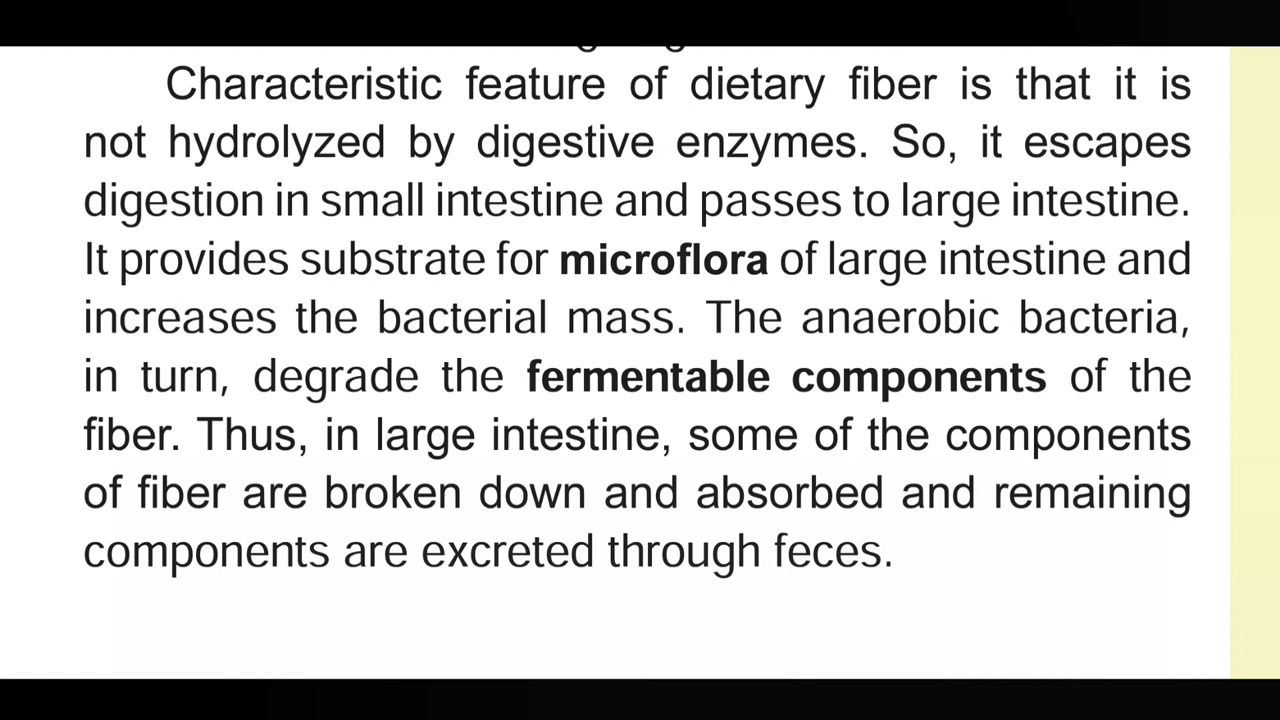 Characteristic feature of dietary fiber is that it is
not hydrolyzed by digestive enzymes. So, it escapes
digestion in small intestine and passes to large intestine.
It provides substrate for microflora of large intestine and
increases the bacterial mass. The anaerobic bacteria,
in turn, degrade the fermentable components of the
fiber. Thus, in large intestine, some of the components
of fiber are broken down and absorbed and remaining
components are excreted through feces.